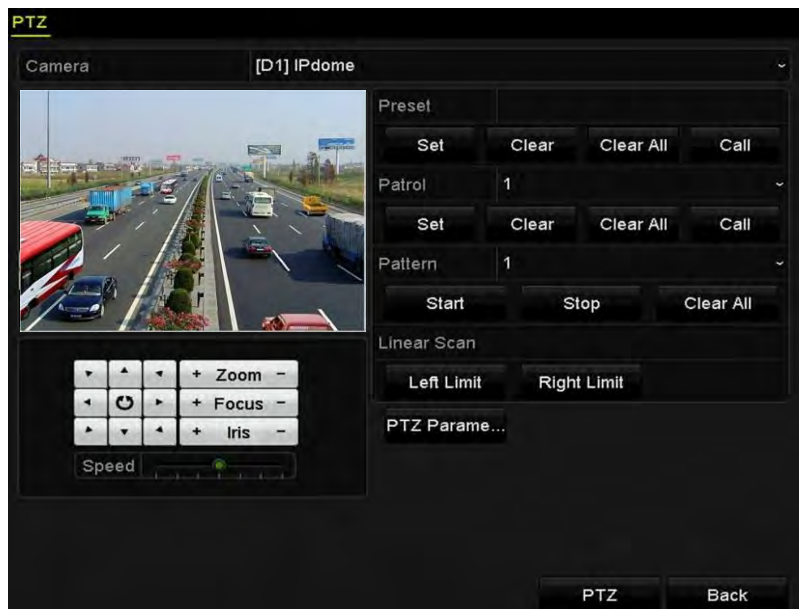 PTZ
Camera [D1] IPdome
Preset
Set Clear Clear All Call
Patrol 1
Set Clear Clear All Call
Pattern 1
Start Stop Clear All
Linear Scan
Left Limit Right Limit
PTZ Parame...
+ Zoom -
+ Focus -
+ Iris -
Speed
PTZ Back